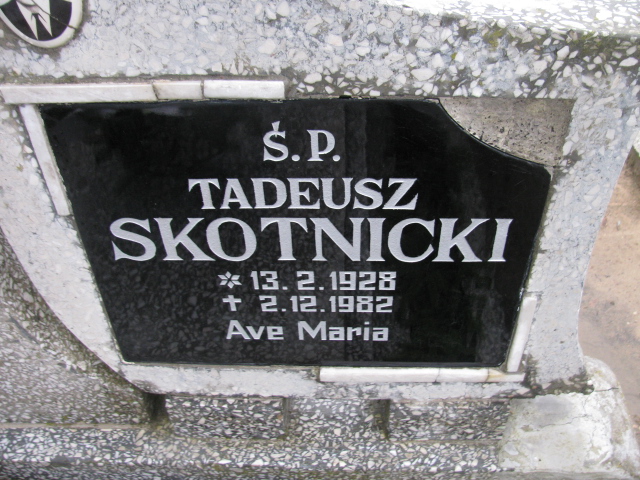 Ś.P.
TADEUSZ
SKOTNICKI
* 13.2.1928
✝ 2.12.1982
Ave Maria